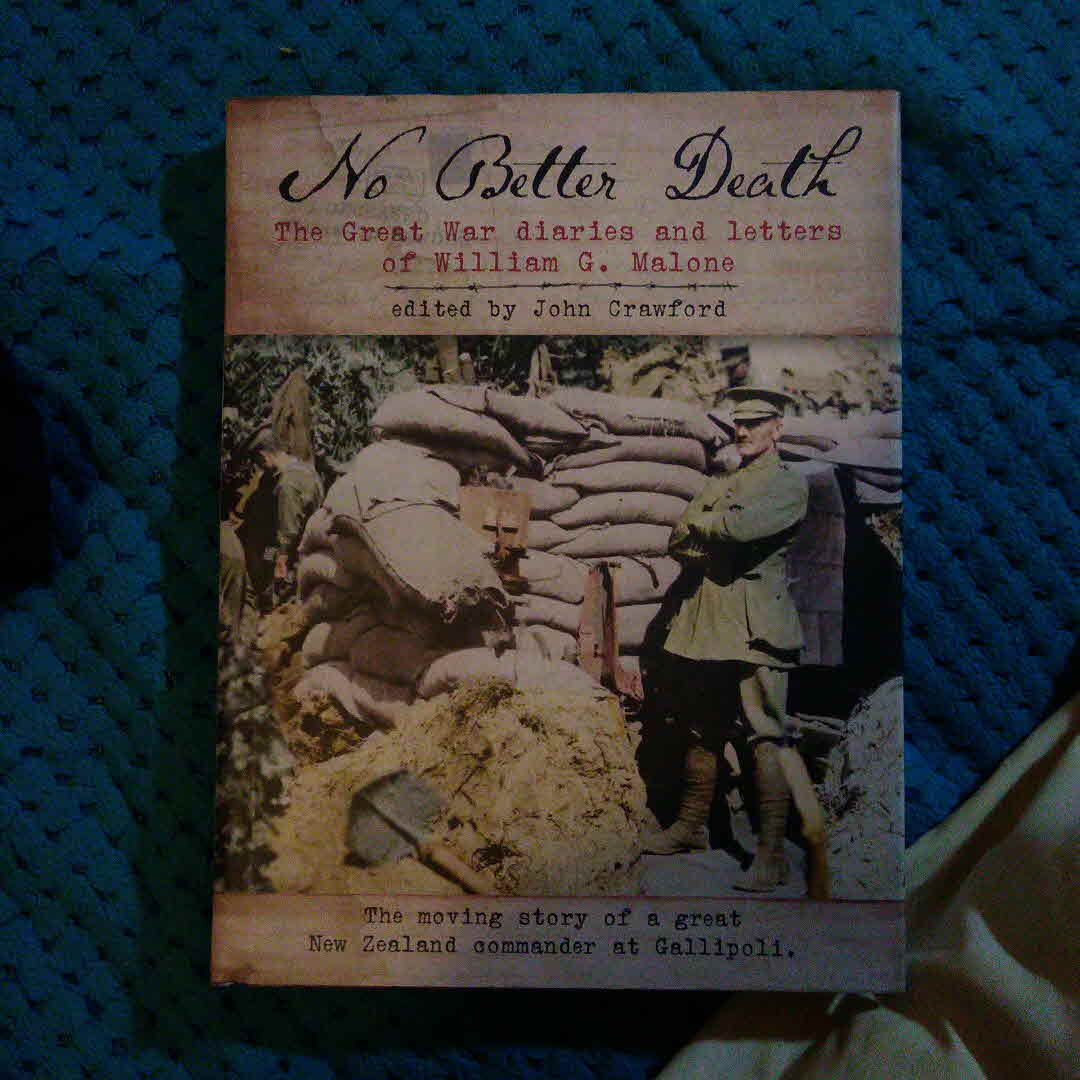 No Better Death
The Great War diaries and letters
of William G. Malone
edited by John Crawford
The moving story of a great
New Zealand commander at Gallipoli.